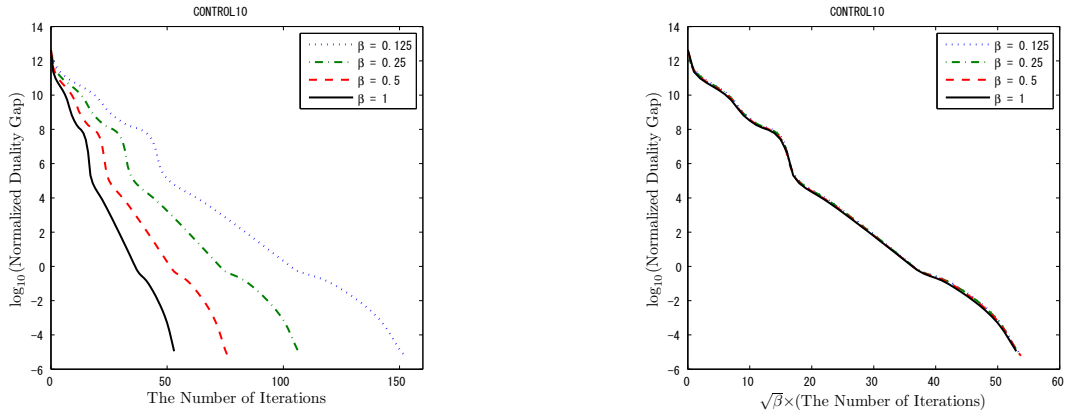 CONTROL10
log₁₀(Normalized Duality Gap)
14
12
10
8
6
4
2
0
−2
−4
−6
β = 0.125
β = 0.25
β = 0.5
β = 1
0 50 100 150
The Number of Iterations
CONTROL10
log₁₀(Normalized Duality Gap)
14
12
10
8
6
4
2
0
−2
−4
−6
β = 0.125
β = 0.25
β = 0.5
β = 1
0 10 20 30 40 50 60
√β×(The Number of Iterations)